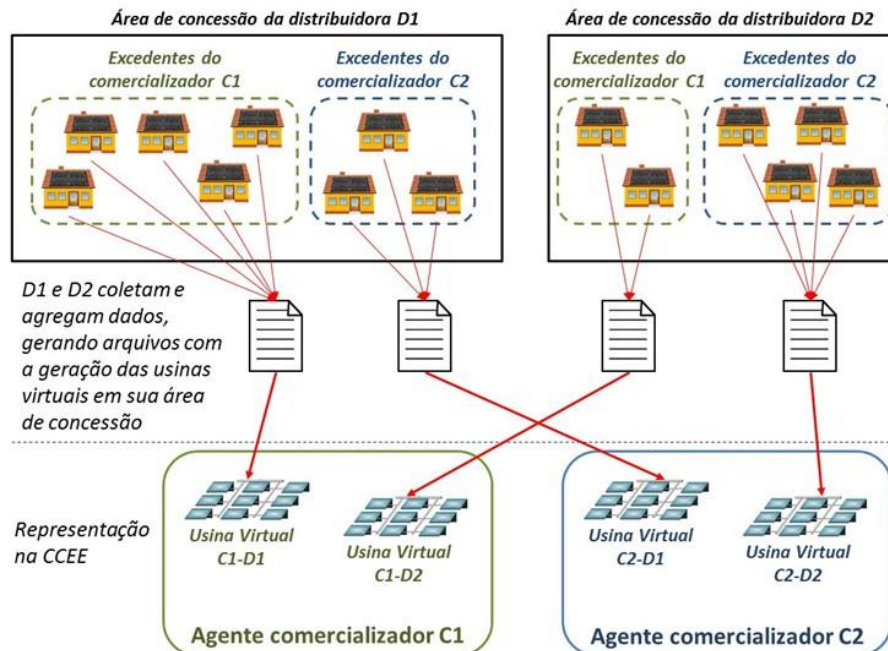 Área de concessão da distribuidora D1
Área de concessão da distribuidora D2
Excedentes do
comercializador C1
Excedentes do
comercializador C2
Excedentes do
comercializador C1
Excedentes do
comercializador C2
D1 e D2 coletam e
agregam dados,
gerando arquivos com
a geração das usinas
virtuais em sua área
de concessão
Representação
na CCEE
Usina Virtual
C1-D1
Usina Virtual
C1-D2
Usina Virtual
C2-D1
Usina Virtual
C2-D2
Agente comercializador C1
Agente comercializador C2